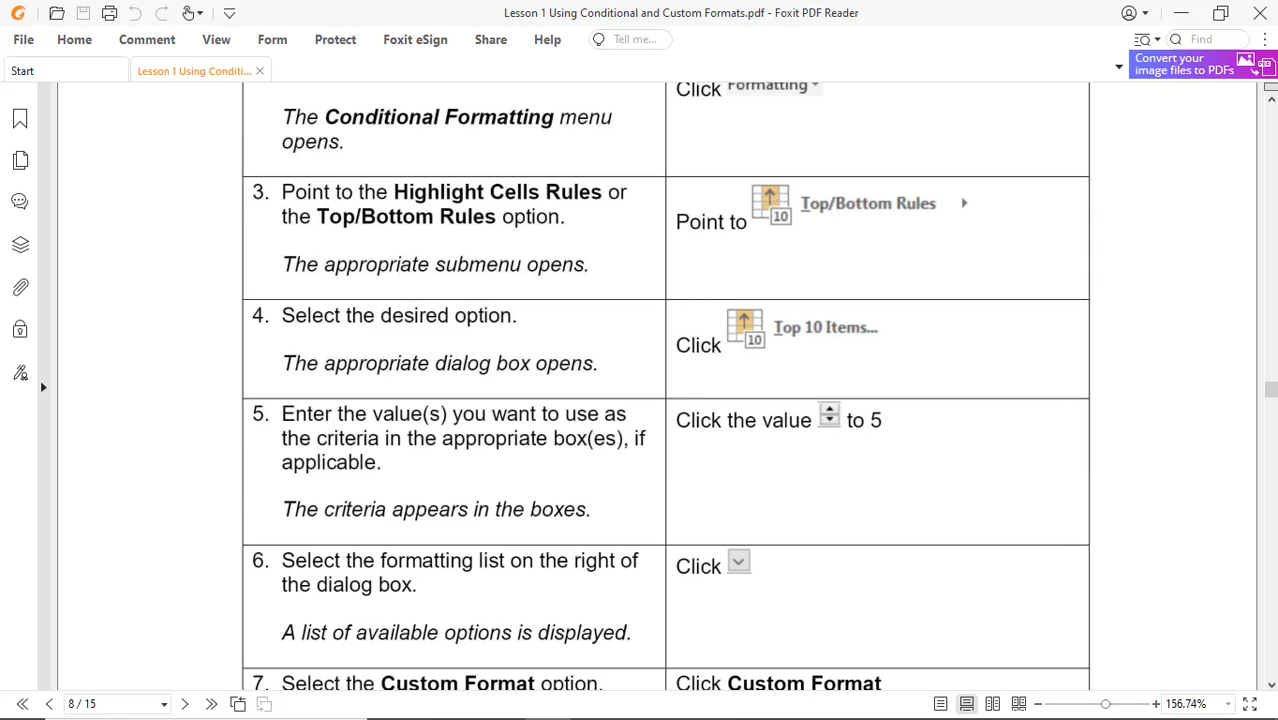 Lesson 1 Using Conditional and Custom Formats.pdf - Foxit PDF Reader
File Home Comment View Form Protect Foxit eSign Share Help Tell me... Find
Start Lesson 1 Using Conditi...
Convert your
image files to PDFs
PDF
Click Formatting
The Conditional Formatting menu
opens.
3. Point to the Highlight Cells Rules or
the Top/Bottom Rules option.
The appropriate submenu opens.
Point to 10 Top/Bottom Rules
4. Select the desired option.
The appropriate dialog box opens.
Click 10 Top 10 Items...
5. Enter the value(s) you want to use as
the criteria in the appropriate box(es), if
applicable.
The criteria appears in the boxes.
Click the value to 5
6. Select the formatting list on the right of
the dialog box.
A list of available options is displayed.
Click
7. Select the Custom Format option.
Click Custom Format
8 / 15
156.74%